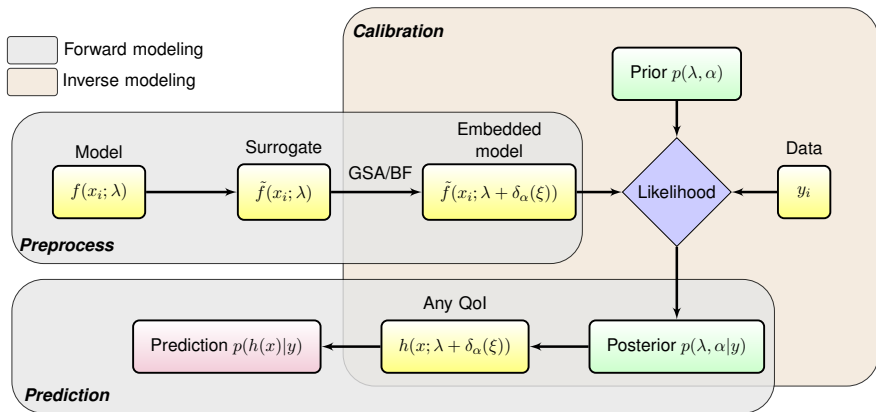 Calibration
Forward modeling
Inverse modeling
Prior p(λ, α)
Model
Surrogate
Embedded
model
Data
f(x_i; λ)
f̃(x_i; λ)
GSA/BF
f̃(x_i; λ + δ_α(ξ))
Likelihood
y_i
Preprocess
Any QoI
Prediction p(h(x)|y)
h(x; λ + δ_α(ξ))
Posterior p(λ, α|y)
Prediction